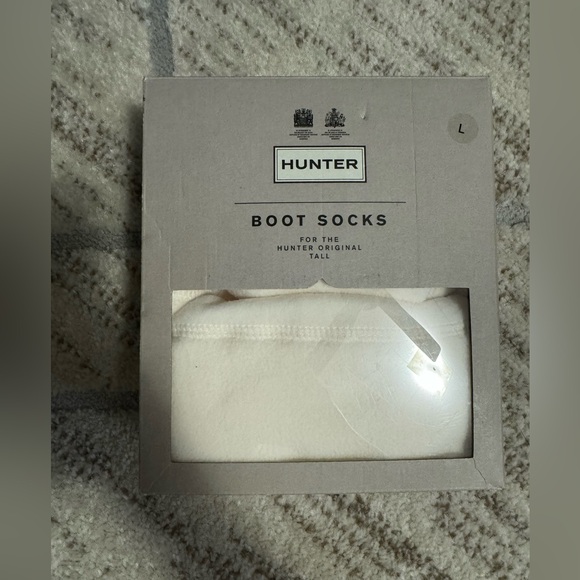 L
HUNTER
BOOT SOCKS
FOR THE
HUNTER ORIGINAL
TALL